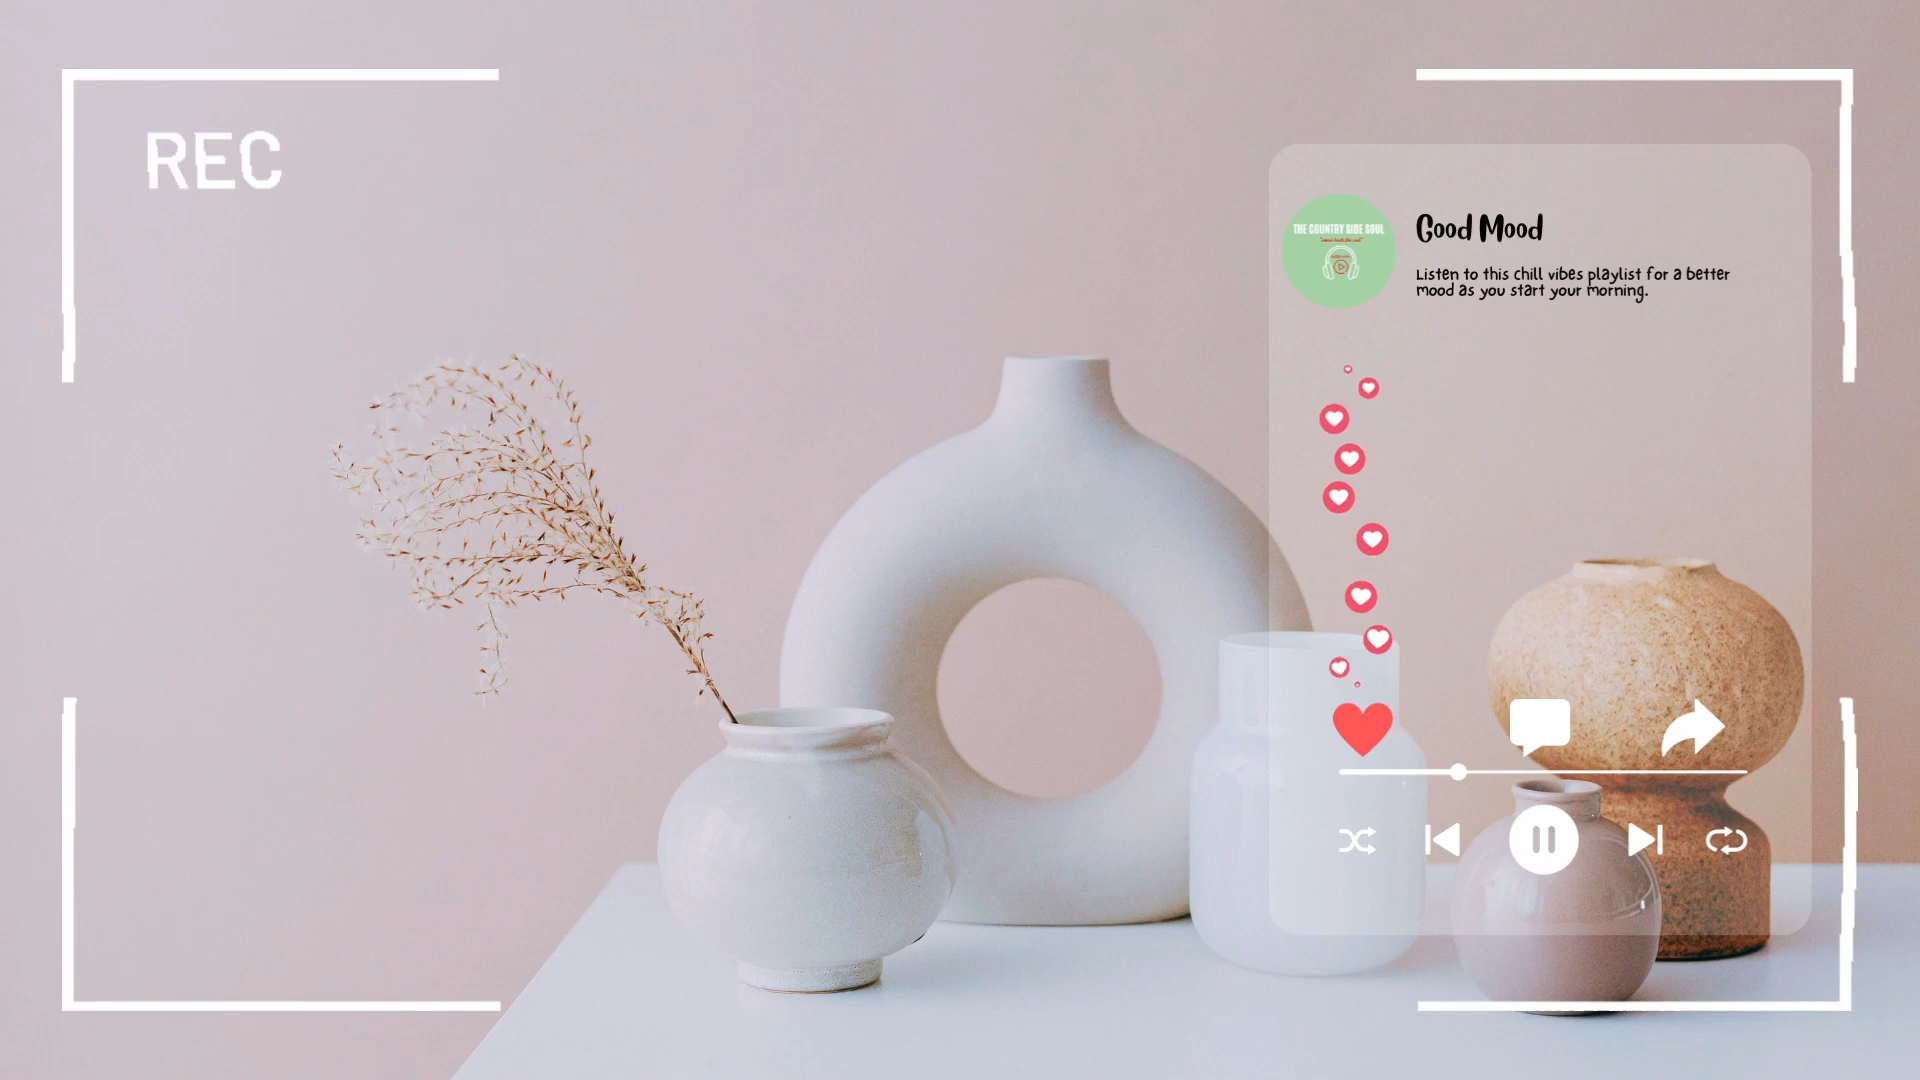 REC
THE COUNTRY SIDE SOUL
Good Mood
Listen to this chill vibes playlist for a better
mood as you start your morning.